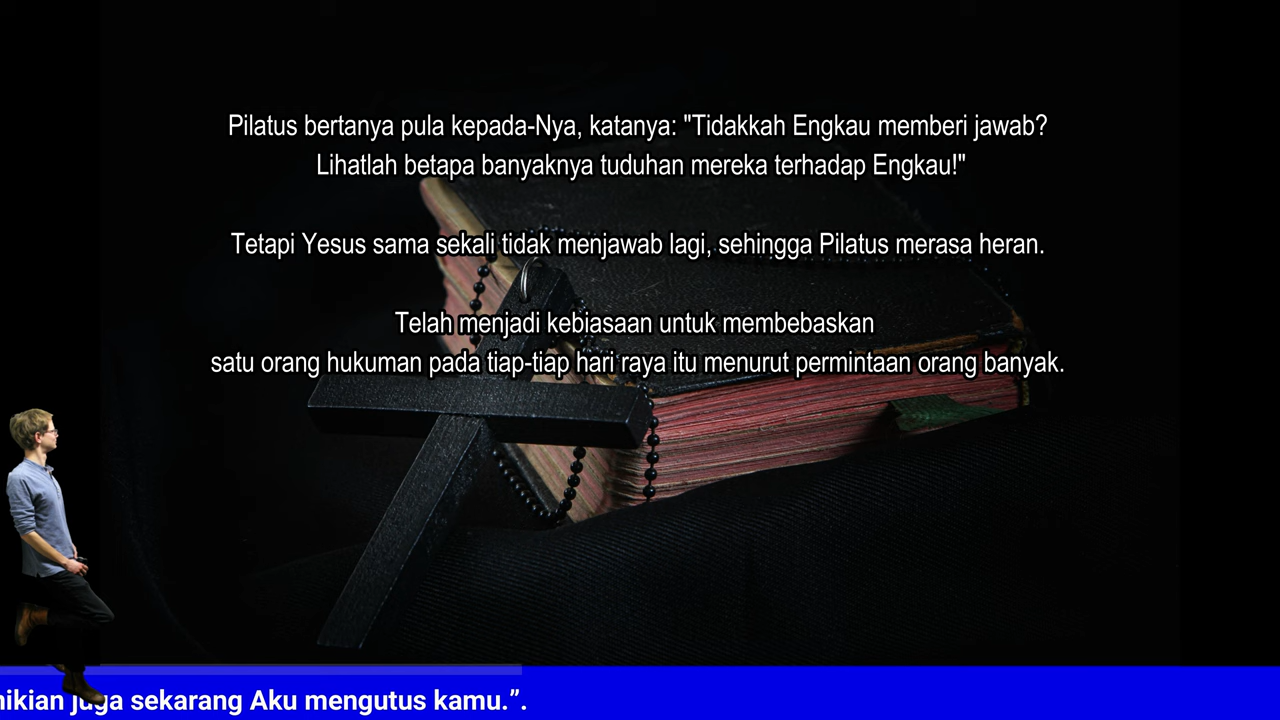 Pilatus bertanya pula kepada-Nya, katanya: "Tidakkah Engkau memberi jawab?
Lihatlah betapa banyaknya tuduhan mereka terhadap Engkau!"
Tetapi Yesus sama sekali tidak menjawab lagi, sehingga Pilatus merasa heran.
Telah menjadi kebiasaan untuk membebaskan
satu orang hukuman pada tiap-tiap hari raya itu menurut permintaan orang banyak.
juga sekarang Aku mengutus kamu.”.